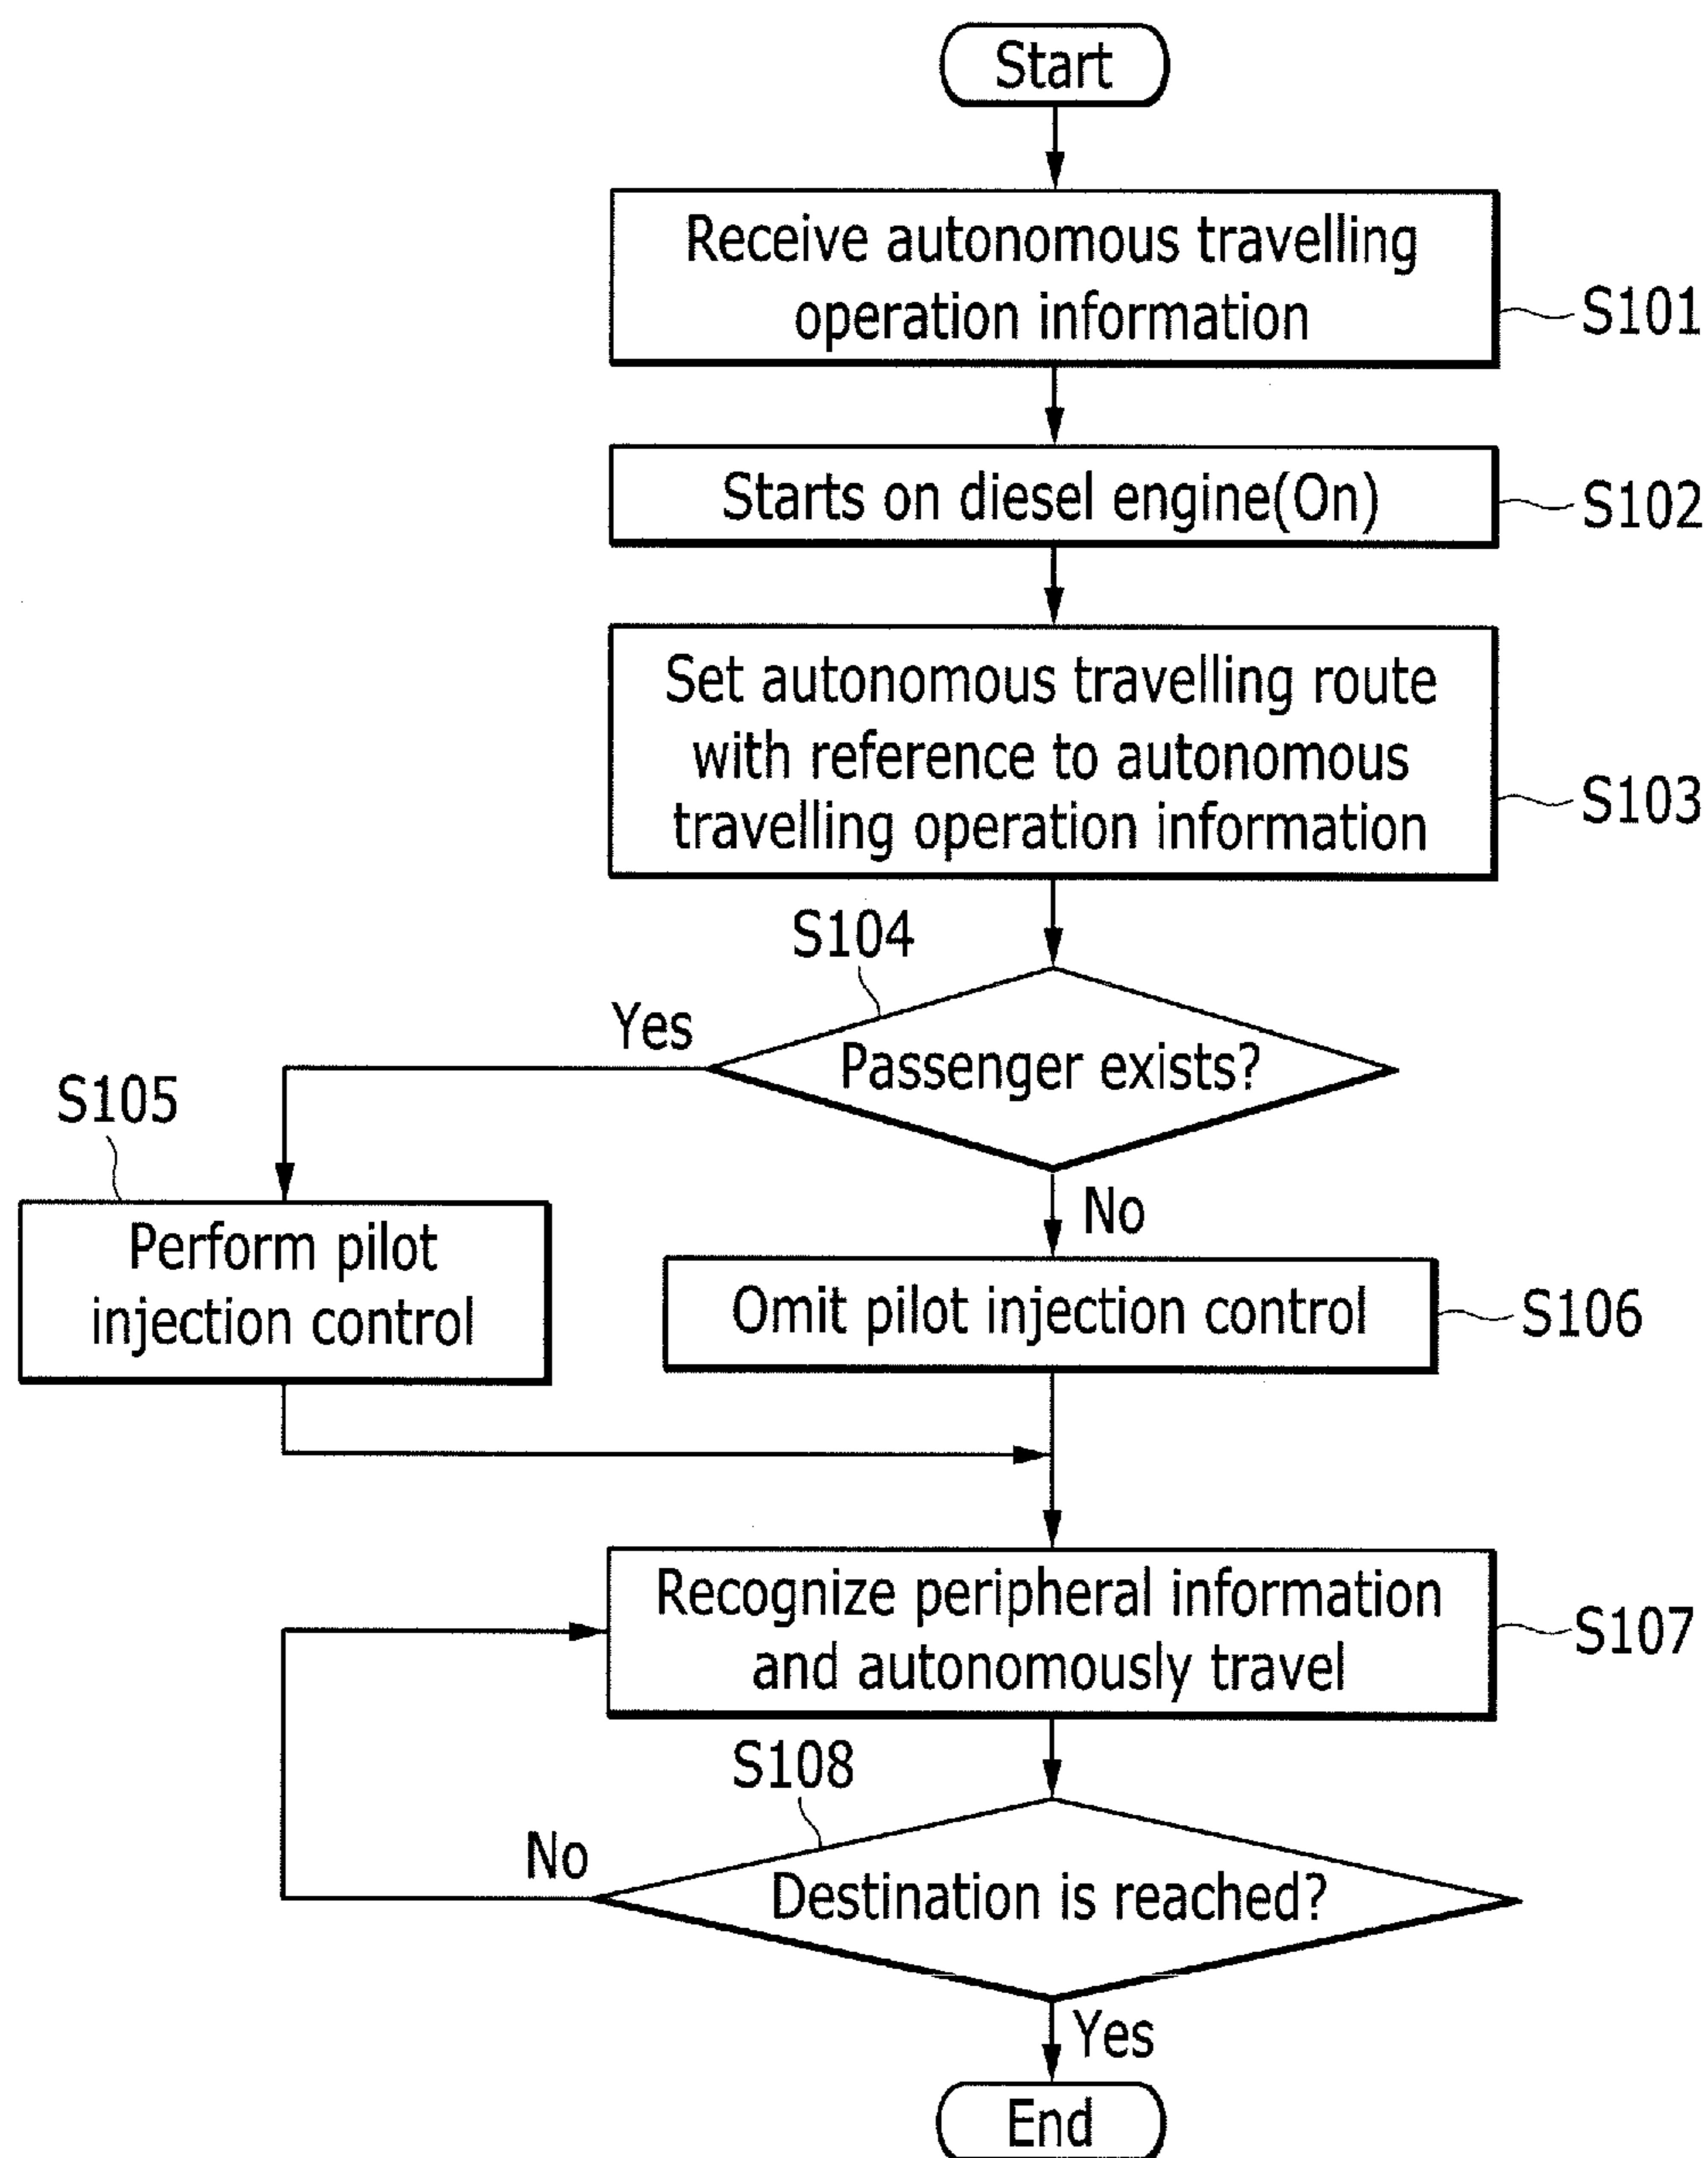 Start
Receive autonomous travelling
operation information
S101
Starts on diesel engine(On)
S102
Set autonomous travelling route
with reference to autonomous
travelling operation information
S103
S104
Yes
Passenger exists?
S105
No
Perform pilot
injection control
Omit pilot injection control
S106
Recognize peripheral information
and autonomously travel
S107
S108
No
Destination is reached?
Yes
End